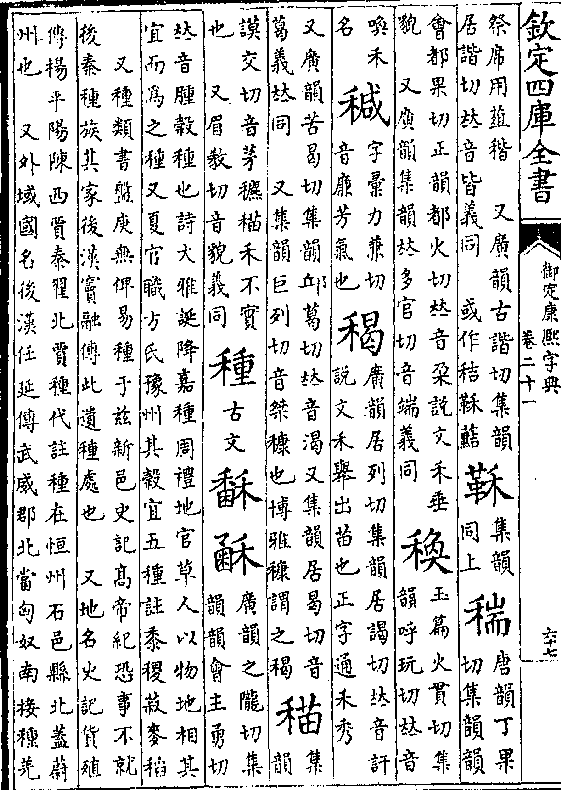 欽定四庫全書
御定康熙字典
卷二十一
六十七
祭席用蒩稭　又廣韻古諧切集韻
居諧切𠀤音皆義同　或作秸
鞂
集韻
同上
𥠄
唐韻丁果
切集韻韻
會都果切正韻都火切𠀤音朶說文禾垂
貌　又廣韻集韻𠀤多官切音端義同
玉篇火貫切集
韻呼玩切𠀤音
喚禾
名
字彙力兼切
音廉芳氣也
廣韻居列切集韻居謁切𠀤音訐
說文禾舉出苗也正字通禾秀
又廣韻苦曷切集韻邱葛切𠀤音渴又集韻居曷切音
葛義𠀤同　又集韻巨列切音桀穅也博雅穅謂之
集
韻
謨交切音茅穮禾不實
也　又眉敎切音貌義同
種
古文
廣韻之隴切集
韻韻會主勇切
𠀤音腫穀種也詩大雅誕降嘉種周禮地官草人以物地相其
宜而爲之種又夏官職方氏豫州其穀宜五種註黍稷菽麥稻
又種類書盤庚無俾易種于兹新邑史記高帝紀恐事不就
後秦種族其家後漢竇融傳此遺種處也　又地名史記貨殖
傳楊平陽陳西賈秦翟北賈種代註種在恒州石邑縣北蓋蔚
州也　又外域國名後漢任延傳武威郡北當匈奴南接種羌